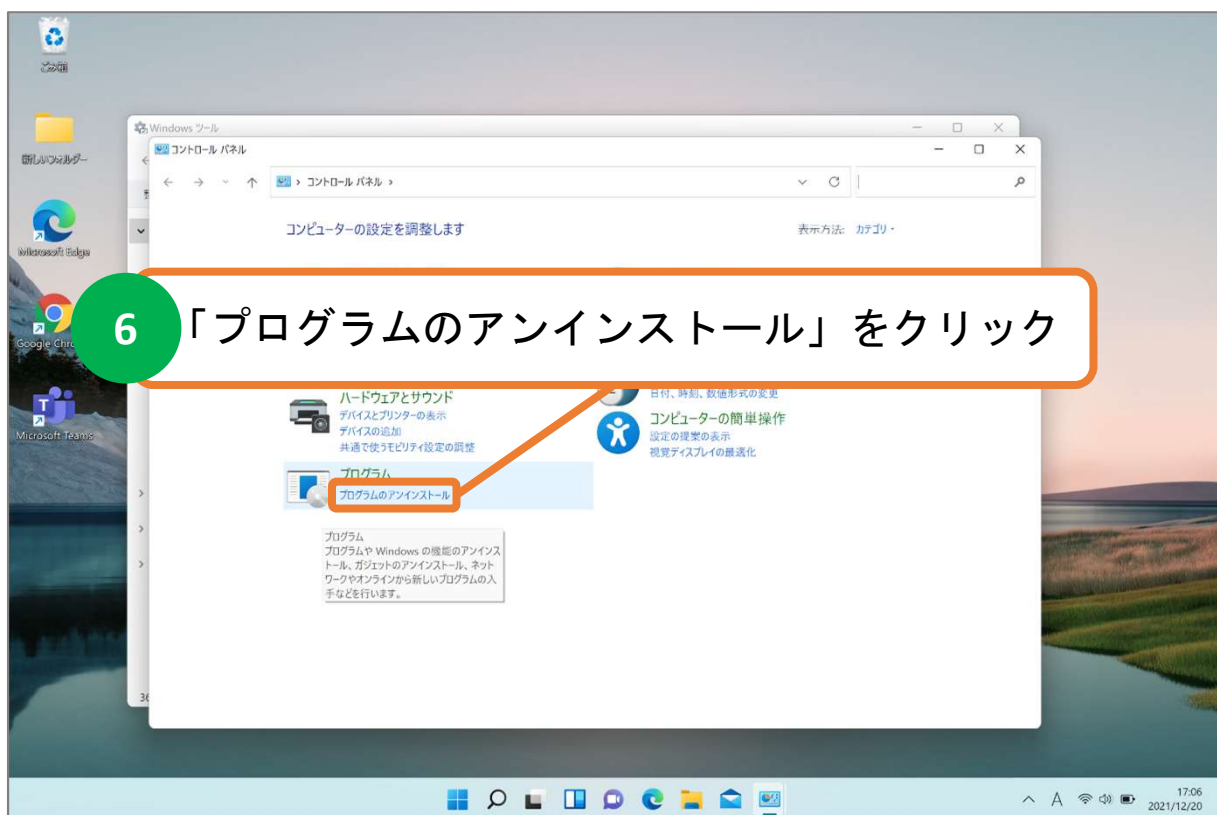 ごみ箱
新しいフォルダー
Microsoft Edge
Google Chro
Microsoft Teams
Windows ツール
コントロール パネル
コントロール パネル
コンピューターの設定を調整します
表示方法: カテゴリ
6
「プログラムのアンインストール」をクリック
ハードウェアとサウンド
デバイスとプリンターの表示
デバイスの追加
共通で使うモビリティ設定の調整
プログラム
プログラムのアンインストール
日付、時刻、数値形式の変更
コンピューターの簡単操作
設定の提案の表示
視覚ディスプレイの最適化
プログラム
プログラムや Windows の機能のアンインス
トール、ガジェットのアンインストール、ネット
ワークやオンラインから新しいプログラムの入
手などを行います。
36
A
17:06
2021/12/20